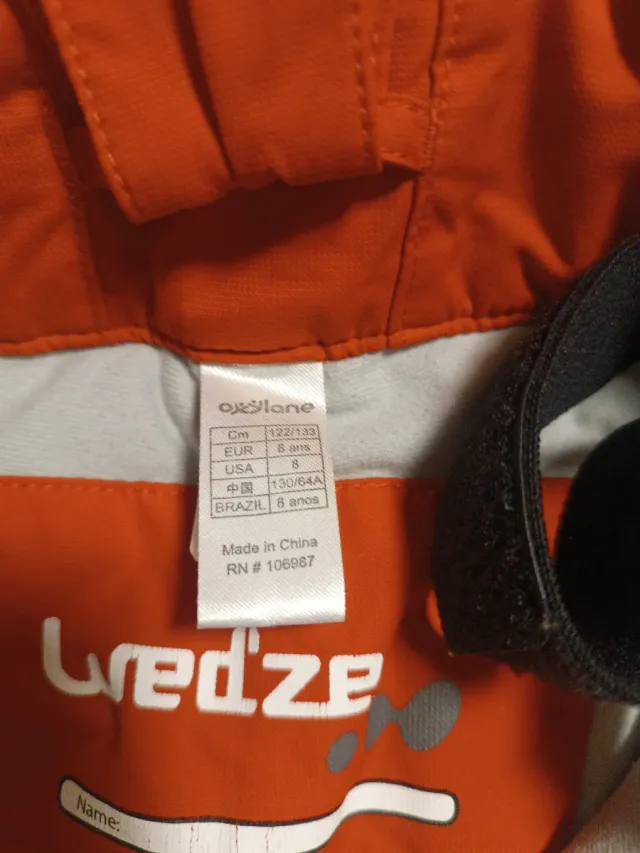 oxylane
Cm 122/133
EUR 8 ans
USA 8
中国 130/64A
BRAZIL 8 anos
Made in China
RN # 106987
wed'ze
Name: